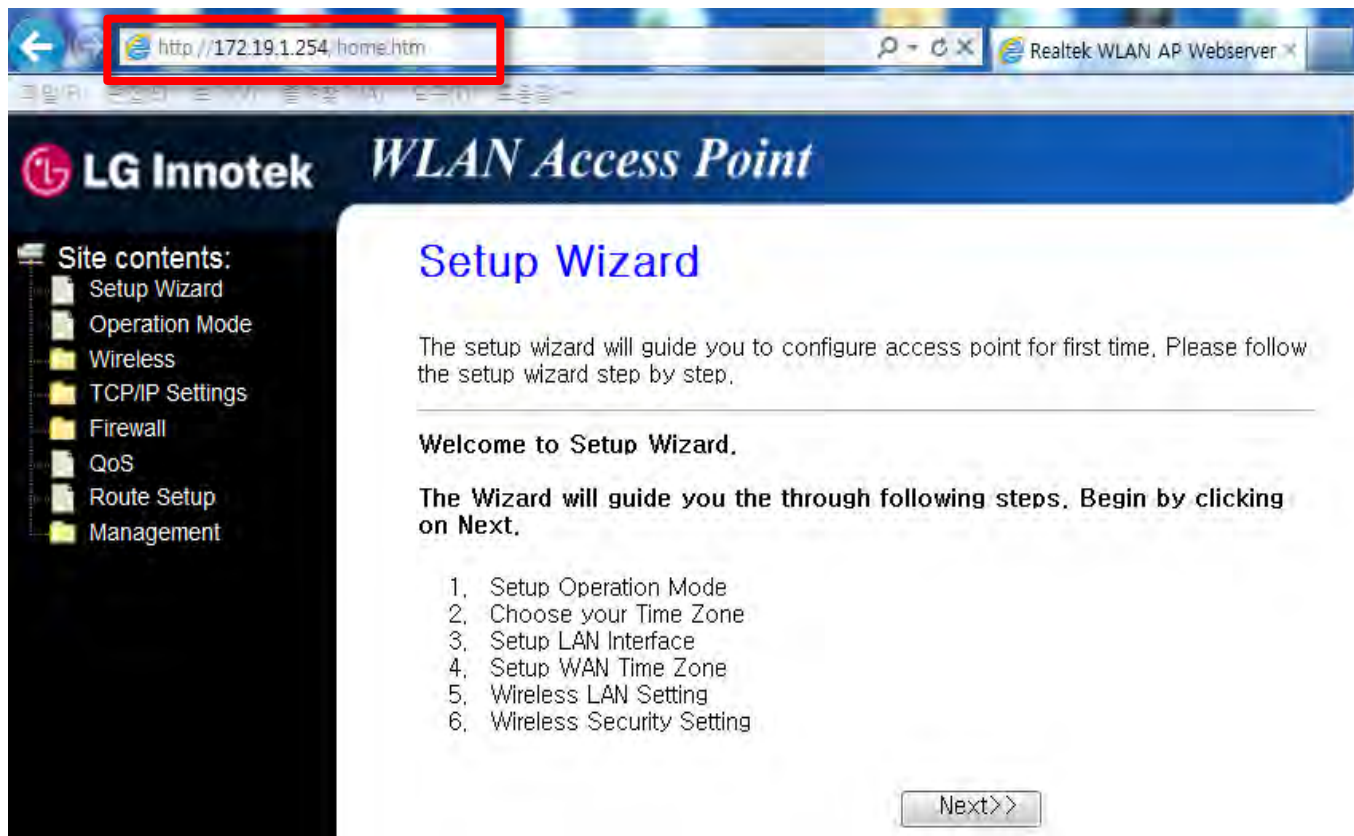 http://172.19.1.254/home.htm
Realtek WLAN AP Webserver
LG Innotek
WLAN Access Point
Site contents:
Setup Wizard
Operation Mode
Wireless
TCP/IP Settings
Firewall
QoS
Route Setup
Management
Setup Wizard
The setup wizard will guide you to configure access point for first time. Please follow
the setup wizard step by step.
Welcome to Setup Wizard.
The Wizard will guide you the through following steps. Begin by clicking
on Next.
1. Setup Operation Mode
2. Choose your Time Zone
3. Setup LAN Interface
4. Setup WAN Time Zone
5. Wireless LAN Setting
6. Wireless Security Setting
Next>>